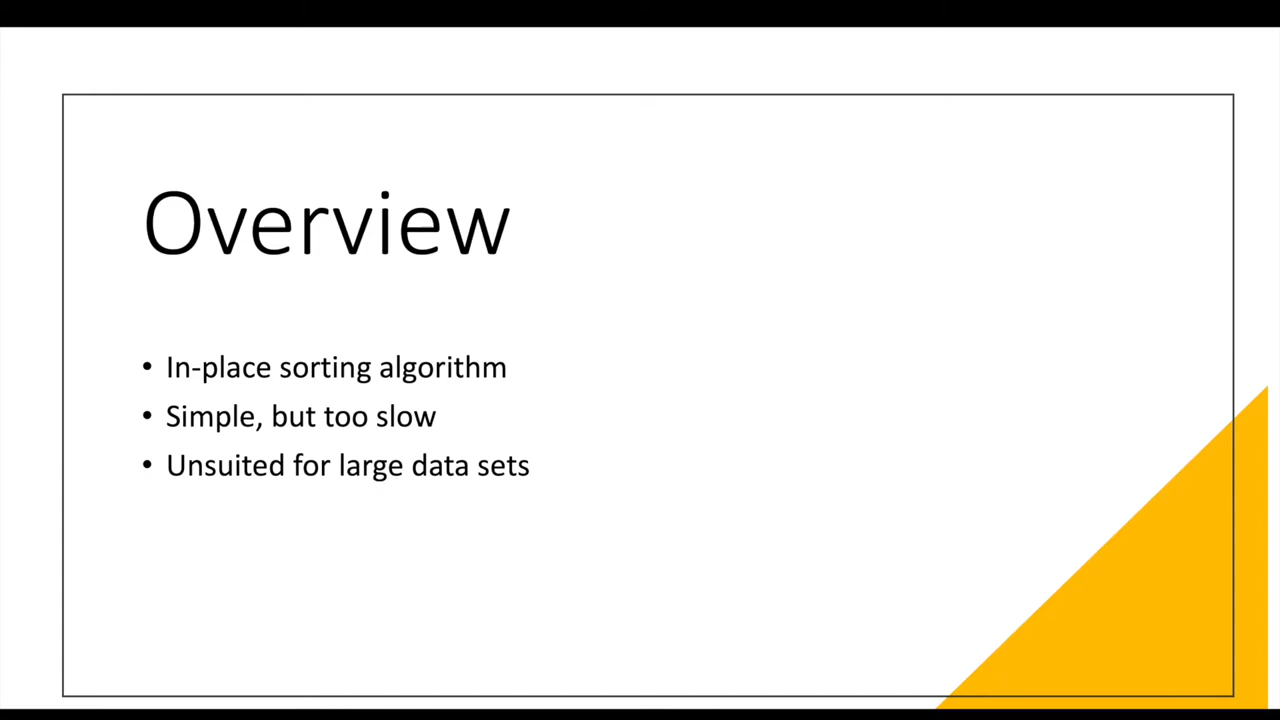 Overview
• In-place sorting algorithm
• Simple, but too slow
• Unsuited for large data sets